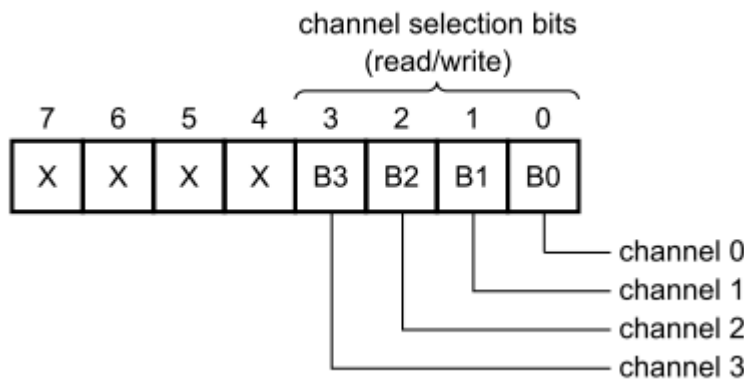 channel selection bits
(read/write)
7 6 5 4 3 2 1 0
X X X X B3 B2 B1 B0
channel 0
channel 1
channel 2
channel 3